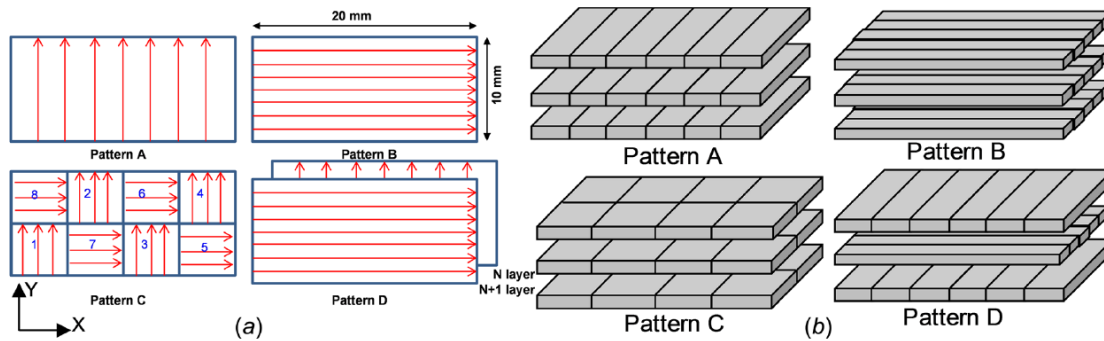 20 mm
10 mm
Pattern A
Pattern B
8
2
6
4
1
7
3
5
N layer
N+1 layer
Pattern C
Pattern D
Y
X
(a)
Pattern A
Pattern B
Pattern C
Pattern D
(b)